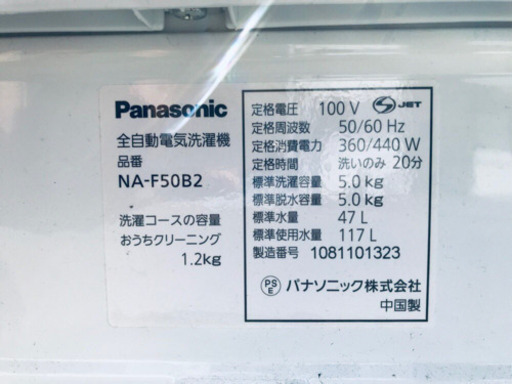 Panasonic
全自動電気洗濯機
品番
NA-F50B2
洗濯コースの容量
おうちクリーニング
1.2kg
定格電圧 100 V S JET
定格周波数 50/60 Hz
定格消費電力 360/440 W
定格時間 洗いのみ 20分
標準洗濯容量 5.0 kg
標準脱水容量 5.0 kg
標準水量 47 L
標準使用水量 117 L
製造番号 1081101323
PS E パナソニック株式会社
中国製